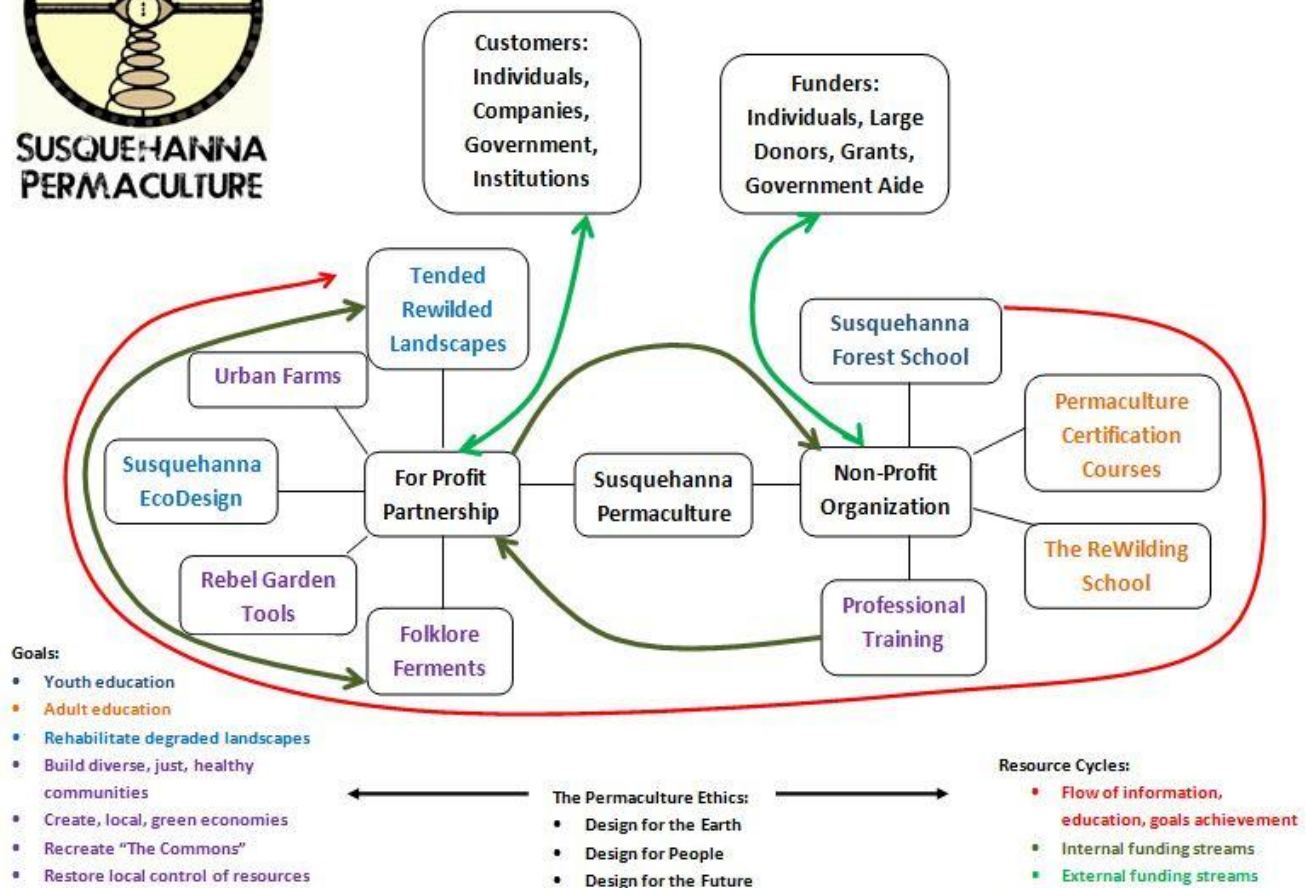 SUSQUEHANNA
PERMACULTURE
Customers:
Individuals,
Companies,
Government,
Institutions
Funders:
Individuals, Large
Donors, Grants,
Government Aide
Tended
Rewilded
Landscapes
Urban Farms
Susquehanna
EcoDesign
Rebel Garden
Tools
Folklore
Ferments
For Profit
Partnership
Susquehanna
Permaculture
Non-Profit
Organization
Susquehanna
Forest School
Permaculture
Certification
Courses
The ReWilding
School
Professional
Training
Goals:
• Youth education
• Adult education
• Rehabilitate degraded landscapes
• Build diverse, just, healthy
communities
• Create, local, green economies
• Recreate “The Commons”
• Restore local control of resources
The Permaculture Ethics:
• Design for the Earth
• Design for People
• Design for the Future
Resource Cycles:
• Flow of information,
education, goals achievement
• Internal funding streams
• External funding streams